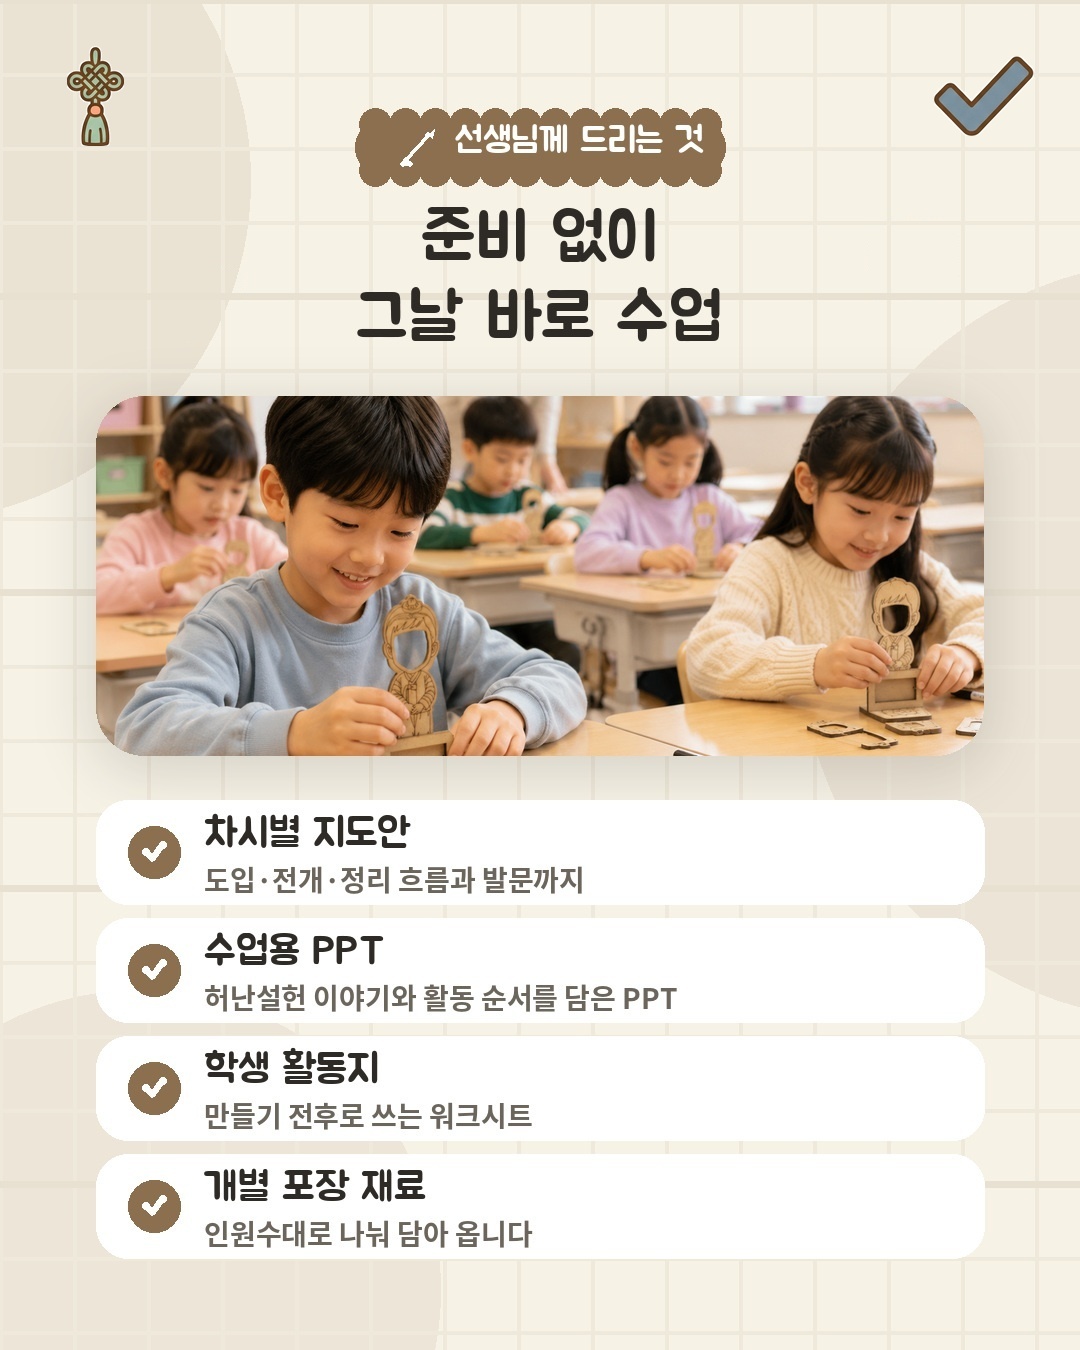 선생님께 드리는 것
준비 없이
그날 바로 수업
차시별 지도안
도입·전개·정리 흐름과 발문까지
수업용 PPT
허난설헌 이야기와 활동 순서를 담은 PPT
학생 활동지
만들기 전후로 쓰는 워크시트
개별 포장 재료
인원수대로 나눠 담아 옵니다